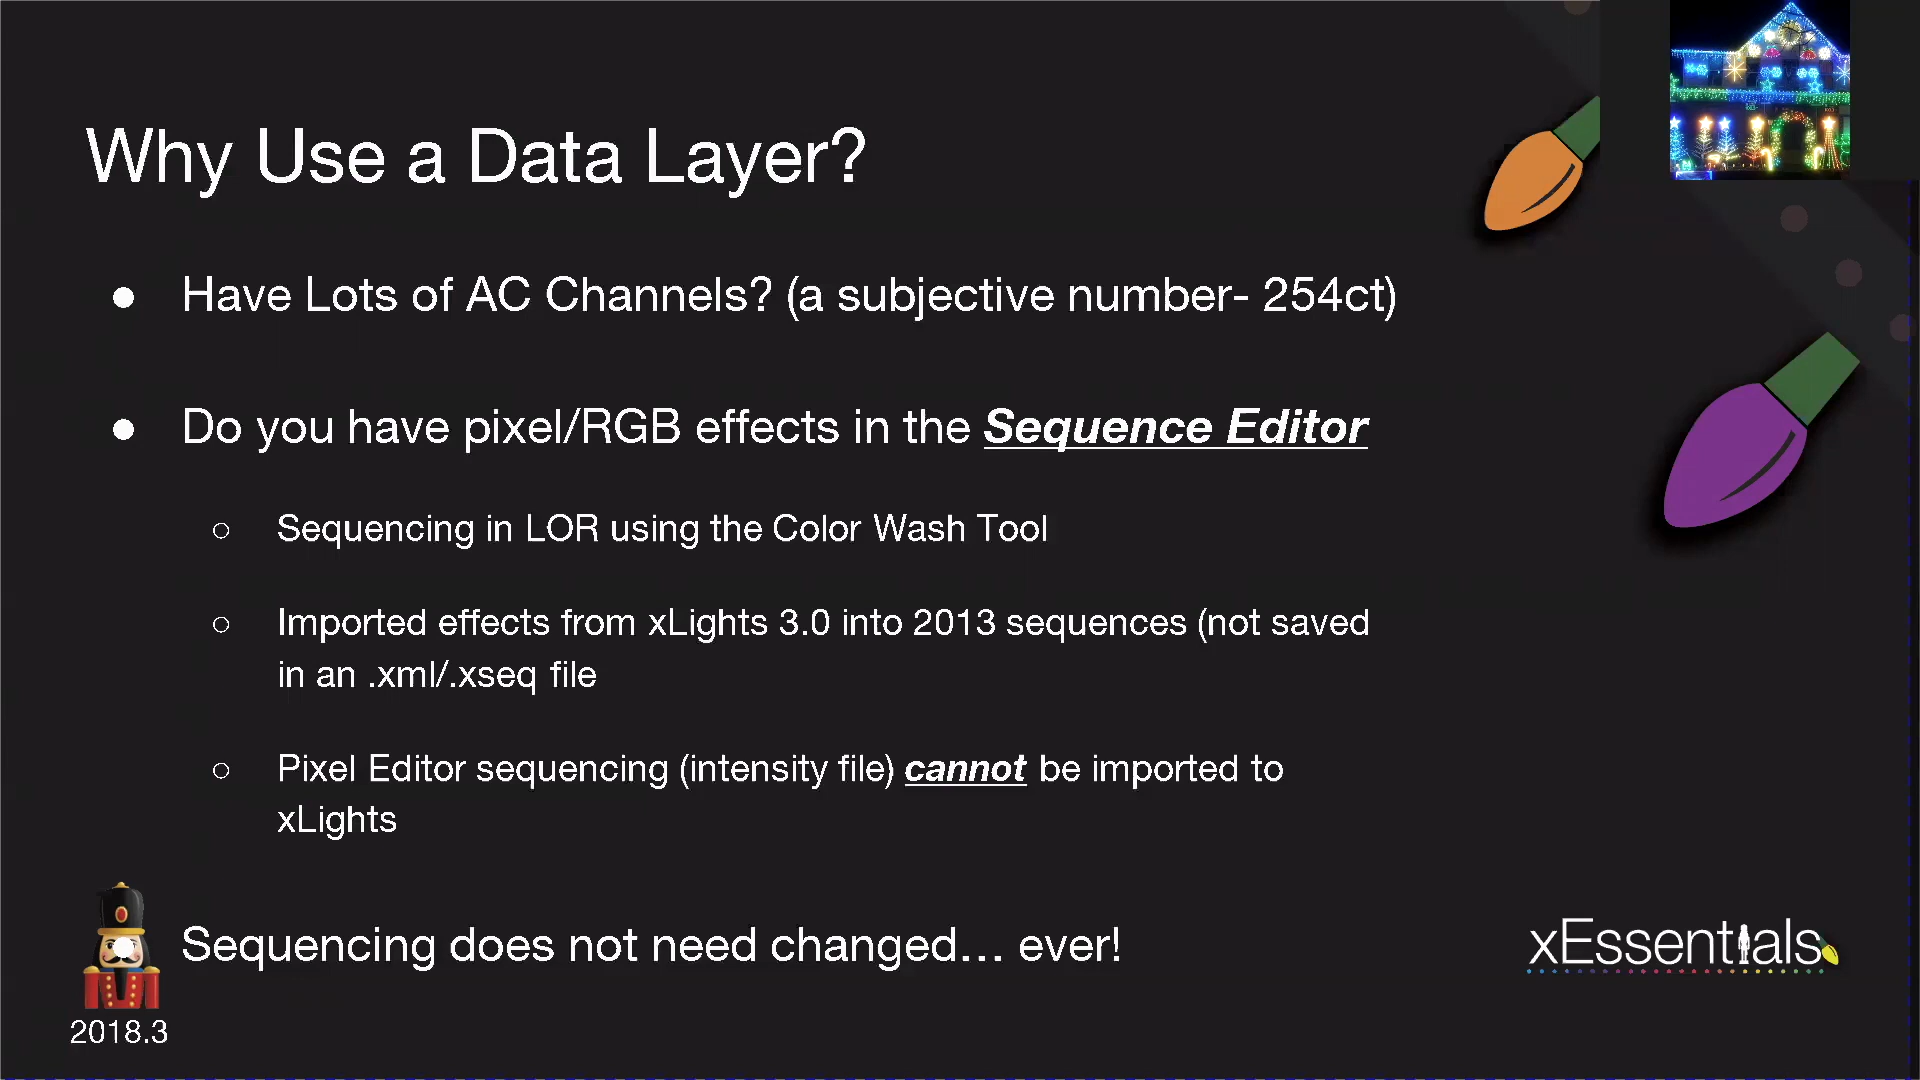 Why Use a Data Layer?
● Have Lots of AC Channels? (a subjective number- 254ct)
● Do you have pixel/RGB effects in the Sequence Editor
○ Sequencing in LOR using the Color Wash Tool
○ Imported effects from xLights 3.0 into 2013 sequences (not saved
in an .xml/.xseq file
○ Pixel Editor sequencing (intensity file) cannot be imported to
xLights
● Sequencing does not need changed… ever!
xEssentials
2018.3